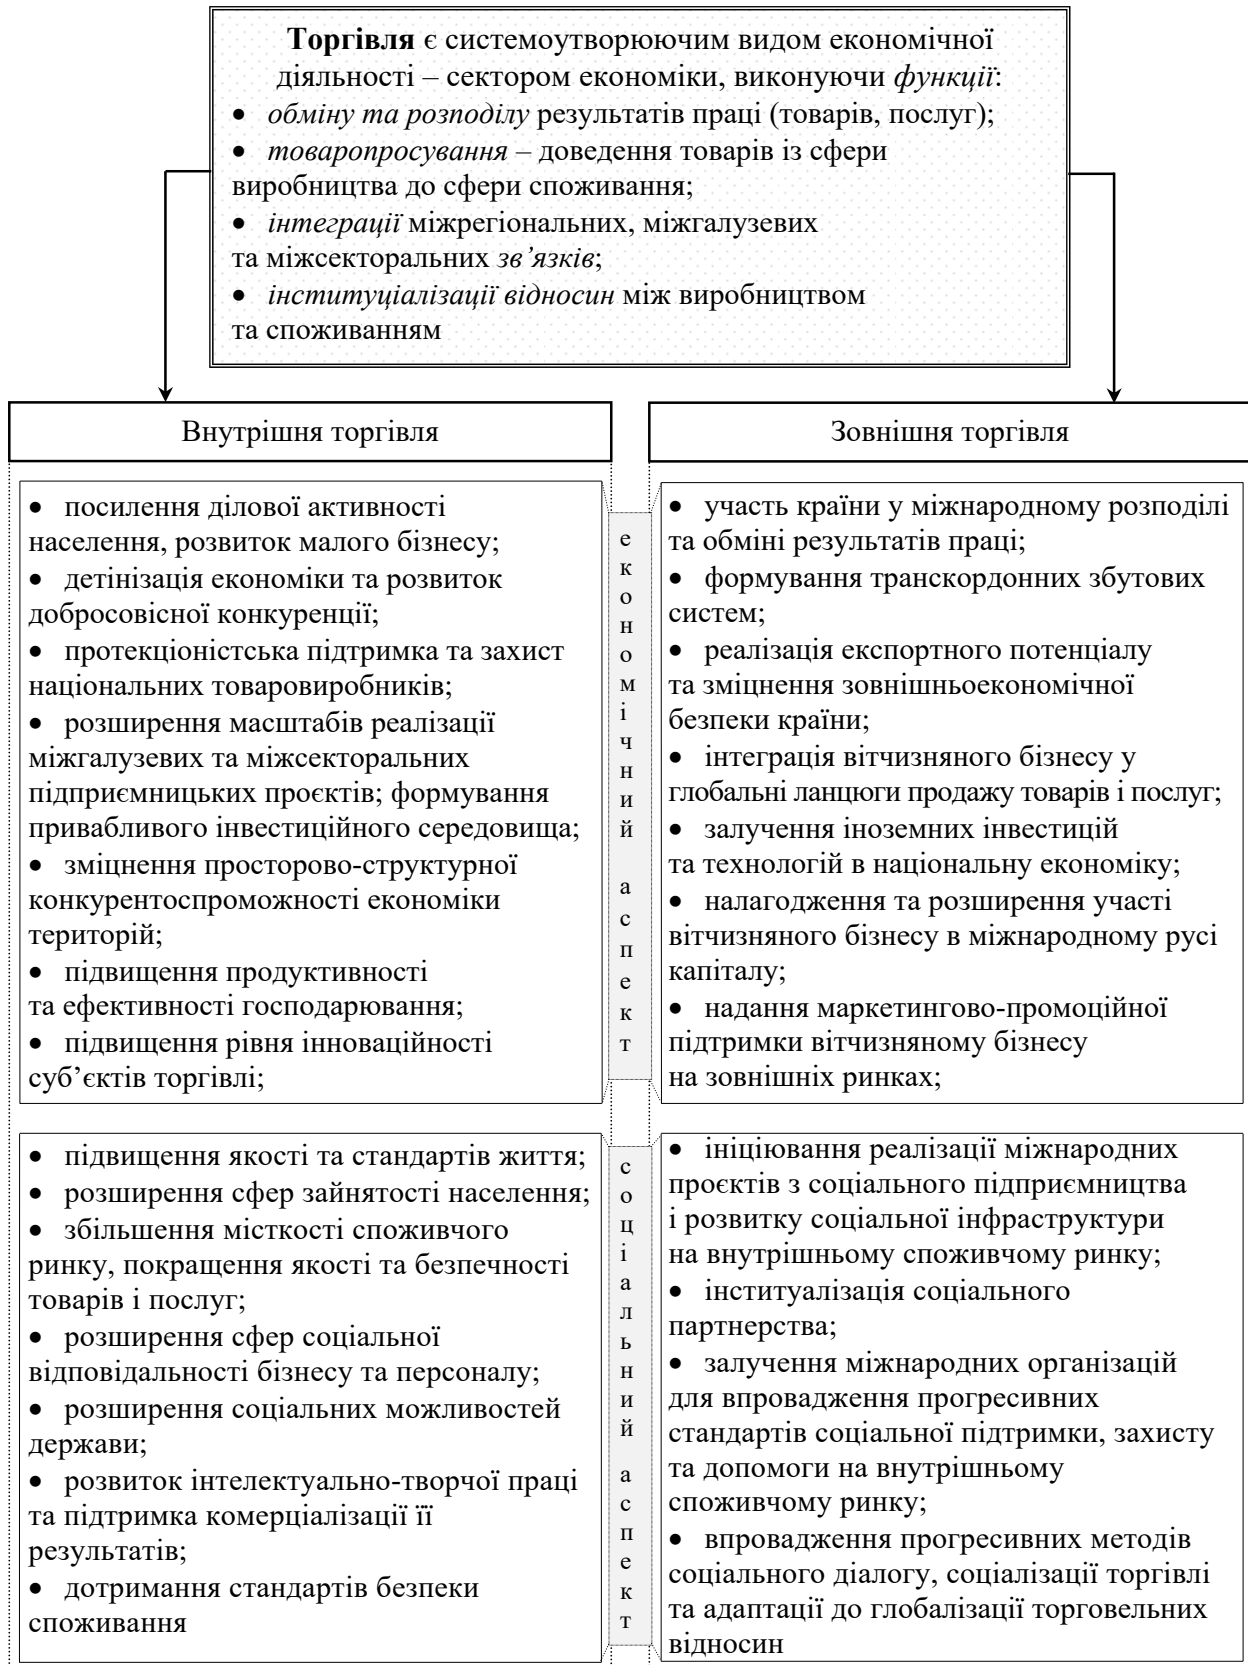 Торгівля є системоутворюючим видом економічної
діяльності – сектором економіки, виконуючи функції:
• обміну та розподілу результатів праці (товарів, послуг);
• товаропросування – доведення товарів із сфери
виробництва до сфери споживання;
• інтеграції міжрегіональних, міжгалузевих
та міжсекторальних зв’язків;
• інституціалізації відносин між виробництвом
та споживанням
Внутрішня торгівля
Зовнішня торгівля
• посилення ділової активності
населення, розвиток малого бізнесу;
• детінізація економіки та розвиток
добросовісної конкуренції;
• протекціоністська підтримка та захист
національних товаровиробників;
• розширення масштабів реалізації
міжгалузевих та міжсекторальних
підприємницьких проєктів; формування
привабливого інвестиційного середовища;
• зміцнення просторово-структурної
конкурентоспроможності економіки
територій;
• підвищення продуктивності
та ефективності господарювання;
• підвищення рівня інноваційності
суб’єктів торгівлі;
економічний аспект
• участь країни у міжнародному розподілі
та обміні результатів праці;
• формування транскордонних збутових
систем;
• реалізація експортного потенціалу
та зміцнення зовнішньоекономічної
безпеки країни;
• інтеграція вітчизняного бізнесу у
глобальні ланцюги продажу товарів і послуг;
• залучення іноземних інвестицій
та технологій в національну економіку;
• налагодження та розширення участі
вітчизняного бізнесу в міжнародному русі
капіталу;
• надання маркетингово-промоційної
підтримки вітчизняному бізнесу
на зовнішніх ринках;
• підвищення якості та стандартів життя;
• розширення сфер зайнятості населення;
• збільшення місткості споживчого
ринку, покращення якості та безпечності
товарів і послуг;
• розширення сфер соціальної
відповідальності бізнесу та персоналу;
• розширення соціальних можливостей
держави;
• розвиток інтелектуально-творчої праці
та підтримка комерціалізації її
результатів;
• дотримання стандартів безпеки
споживання
соціальний аспект
• ініціювання реалізації міжнародних
проєктів з соціального підприємництва
і розвитку соціальної інфраструктури
на внутрішньому споживчому ринку;
• інституалізація соціального
партнерства;
• залучення міжнародних організацій
для впровадження прогресивних
стандартів соціальної підтримки, захисту
та допомоги на внутрішньому
споживчому ринку;
• впровадження прогресивних методів
соціального діалогу, соціалізації торгівлі
та адаптації до глобалізації торговельних
відносин